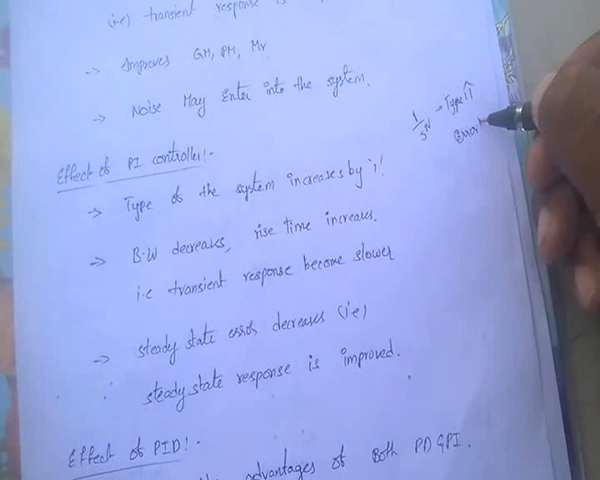 (i.e) transient response is
-> Improves GM, PM, Mr
-> Noise May Enter into the system.
1/S^N - Type ↑↑
Error
Effect of PI controller:-
-> Type of the system increases by '1'!
-> B.W decreases, rise time increases.
i.e transient response become slower
-> steady state error decreases (i.e)
steady state response is improved.
Effect of PID:-
advantages of Both PD & PI.